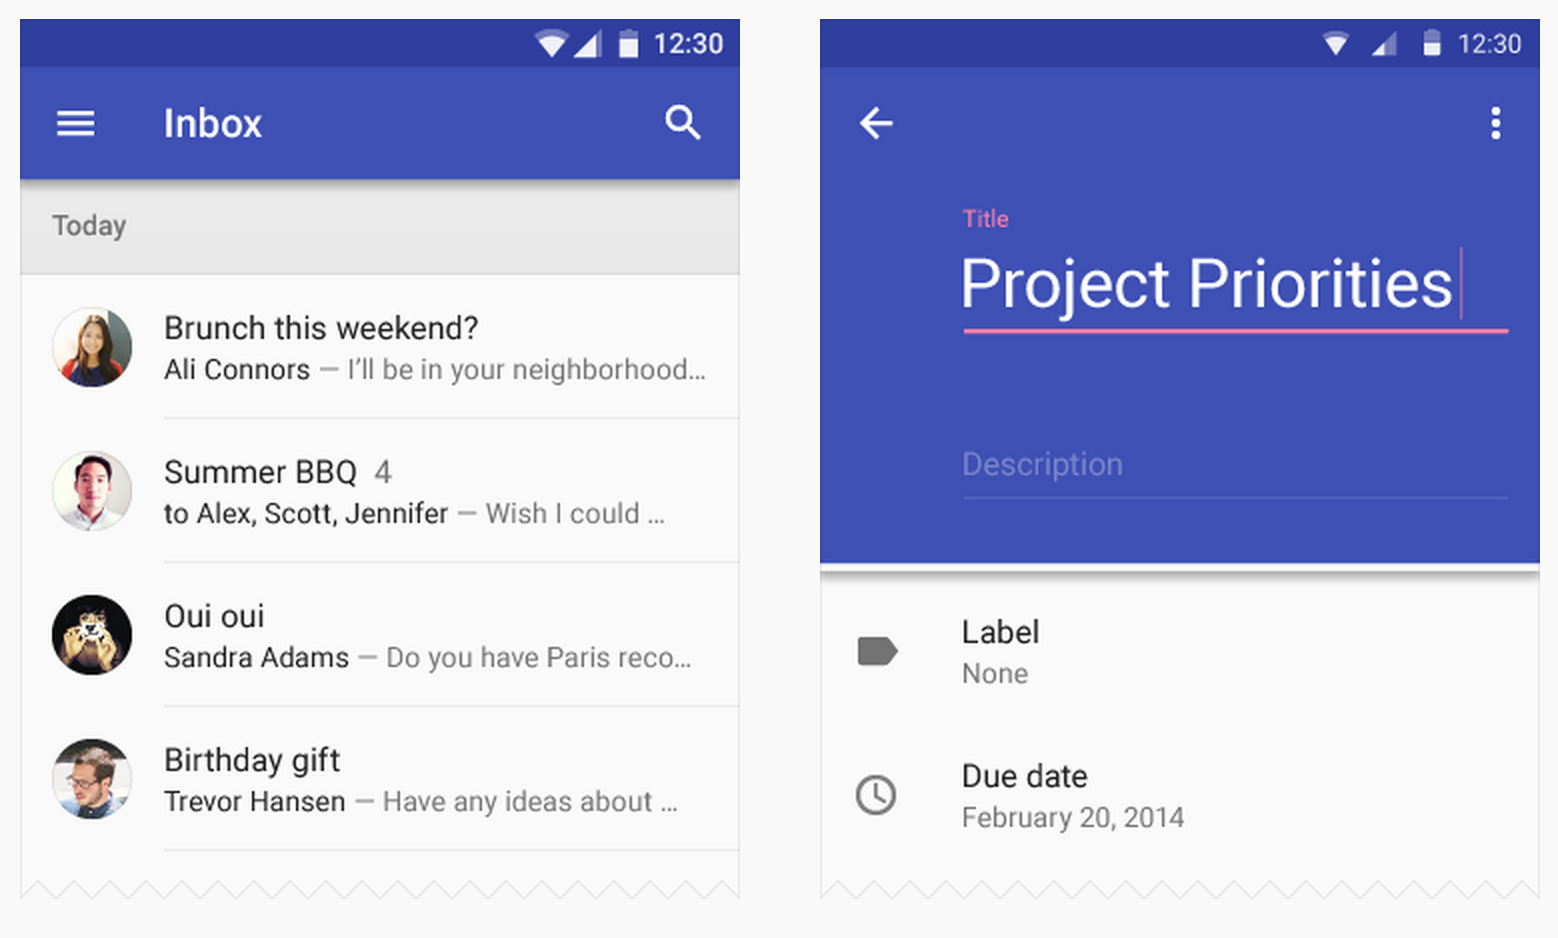 12:30
Inbox
Today
Brunch this weekend?
Ali Connors — I’ll be in your neighborhood…
Summer BBQ 4
to Alex, Scott, Jennifer — Wish I could …
Oui oui
Sandra Adams — Do you have Paris reco…
Birthday gift
Trevor Hansen — Have any ideas about …
12:30
Title
Project Priorities
Description
Label
None
Due date
February 20, 2014